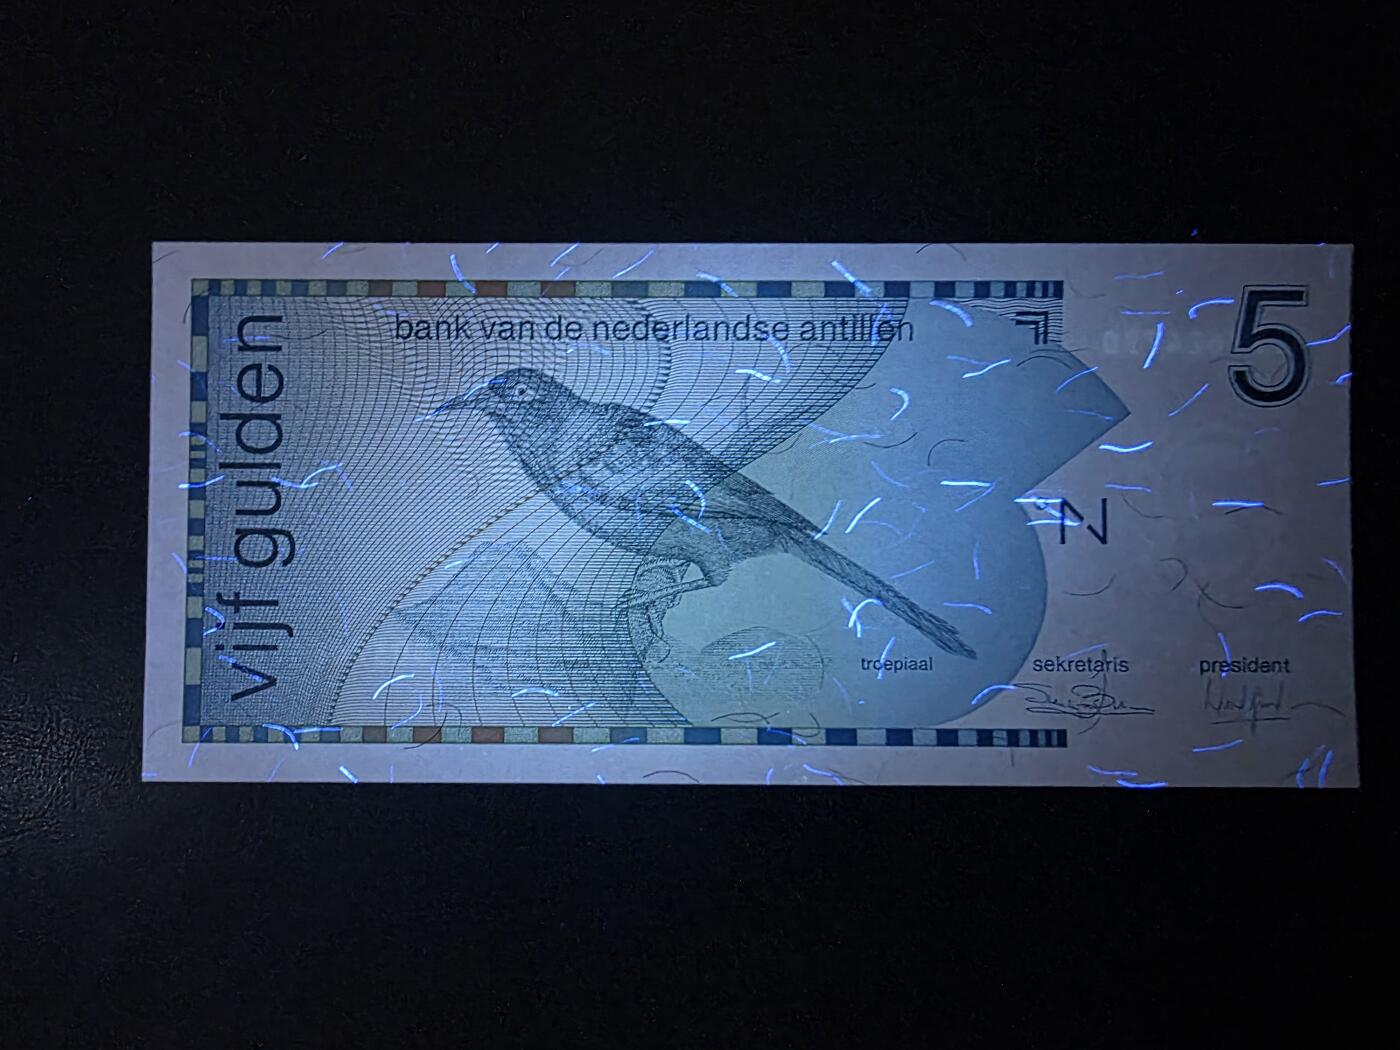 bank van de nederlandse antillen
5
vijf gulden
N
troepiaal
sekretaris
president